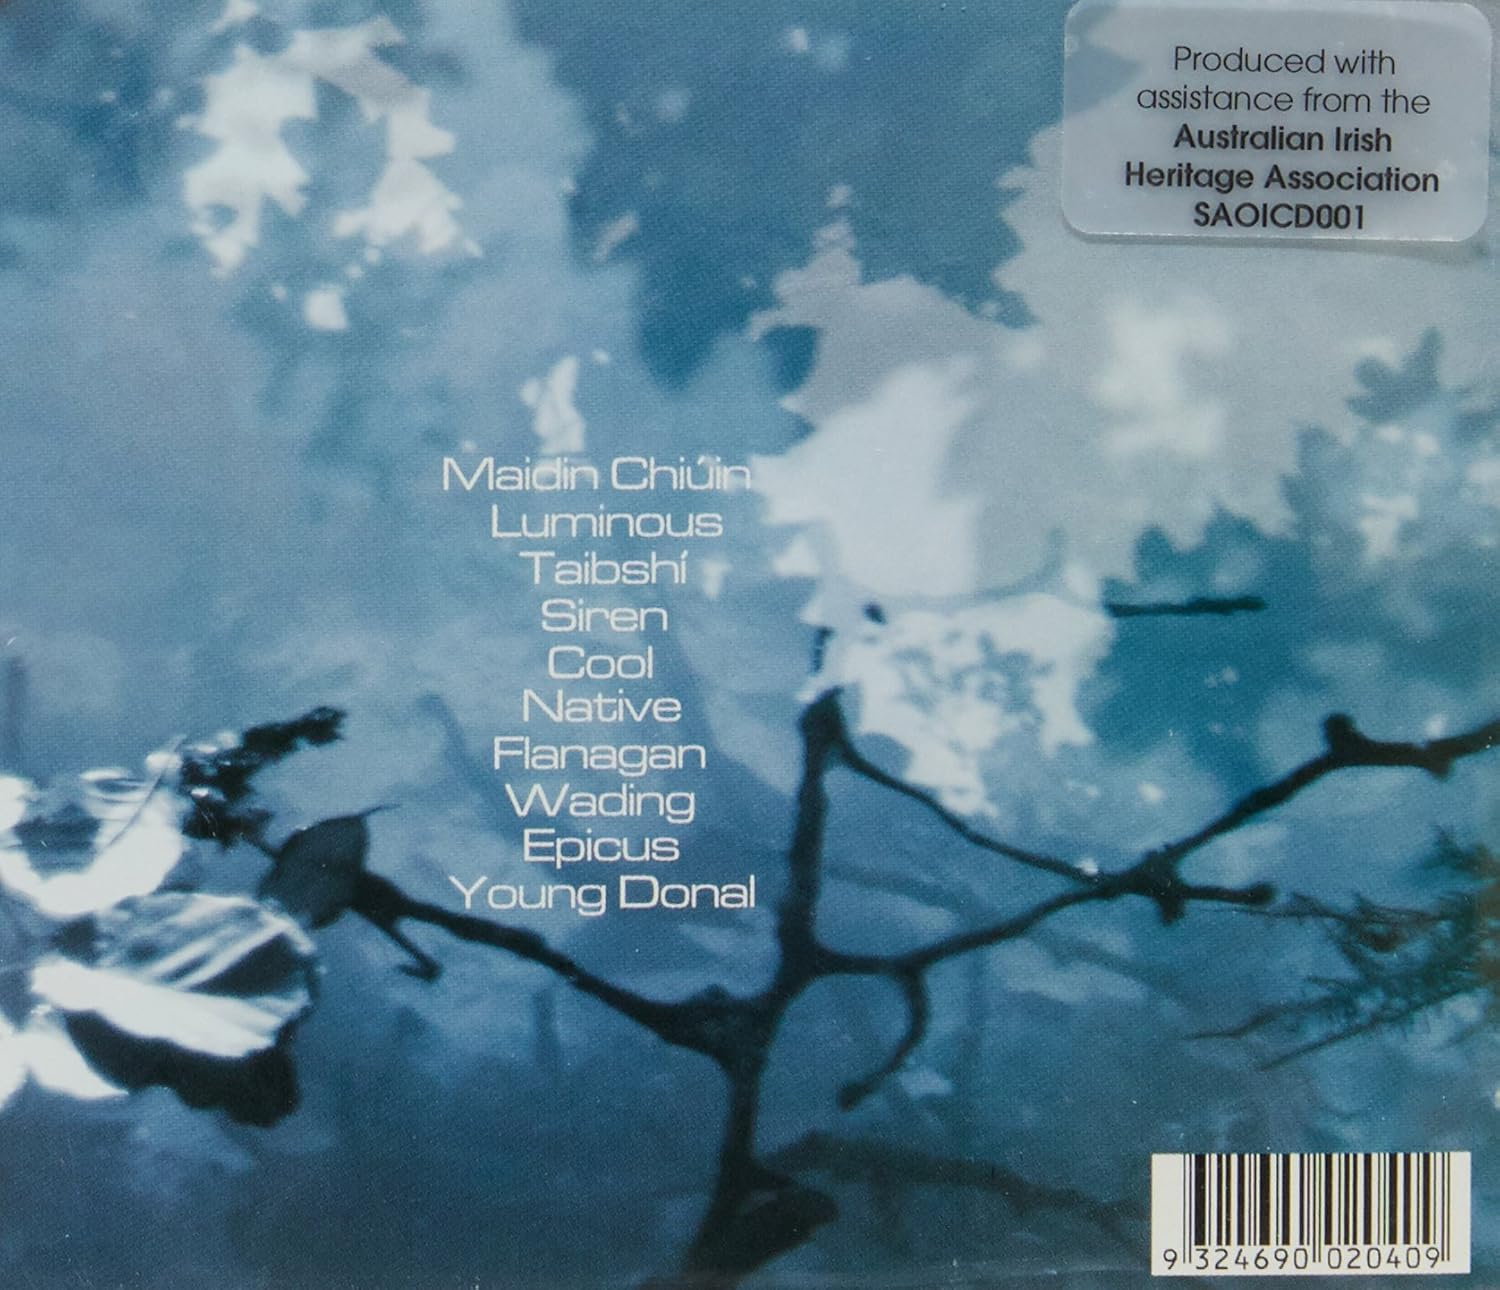 Produced with
assistance from the
Australian Irish
Heritage Association
SAOICD001
Maidin Chiúin
Luminous
Taibshí
Siren
Cool
Native
Flanagan
Wading
Epicus
Young Donal
9 324690 020409